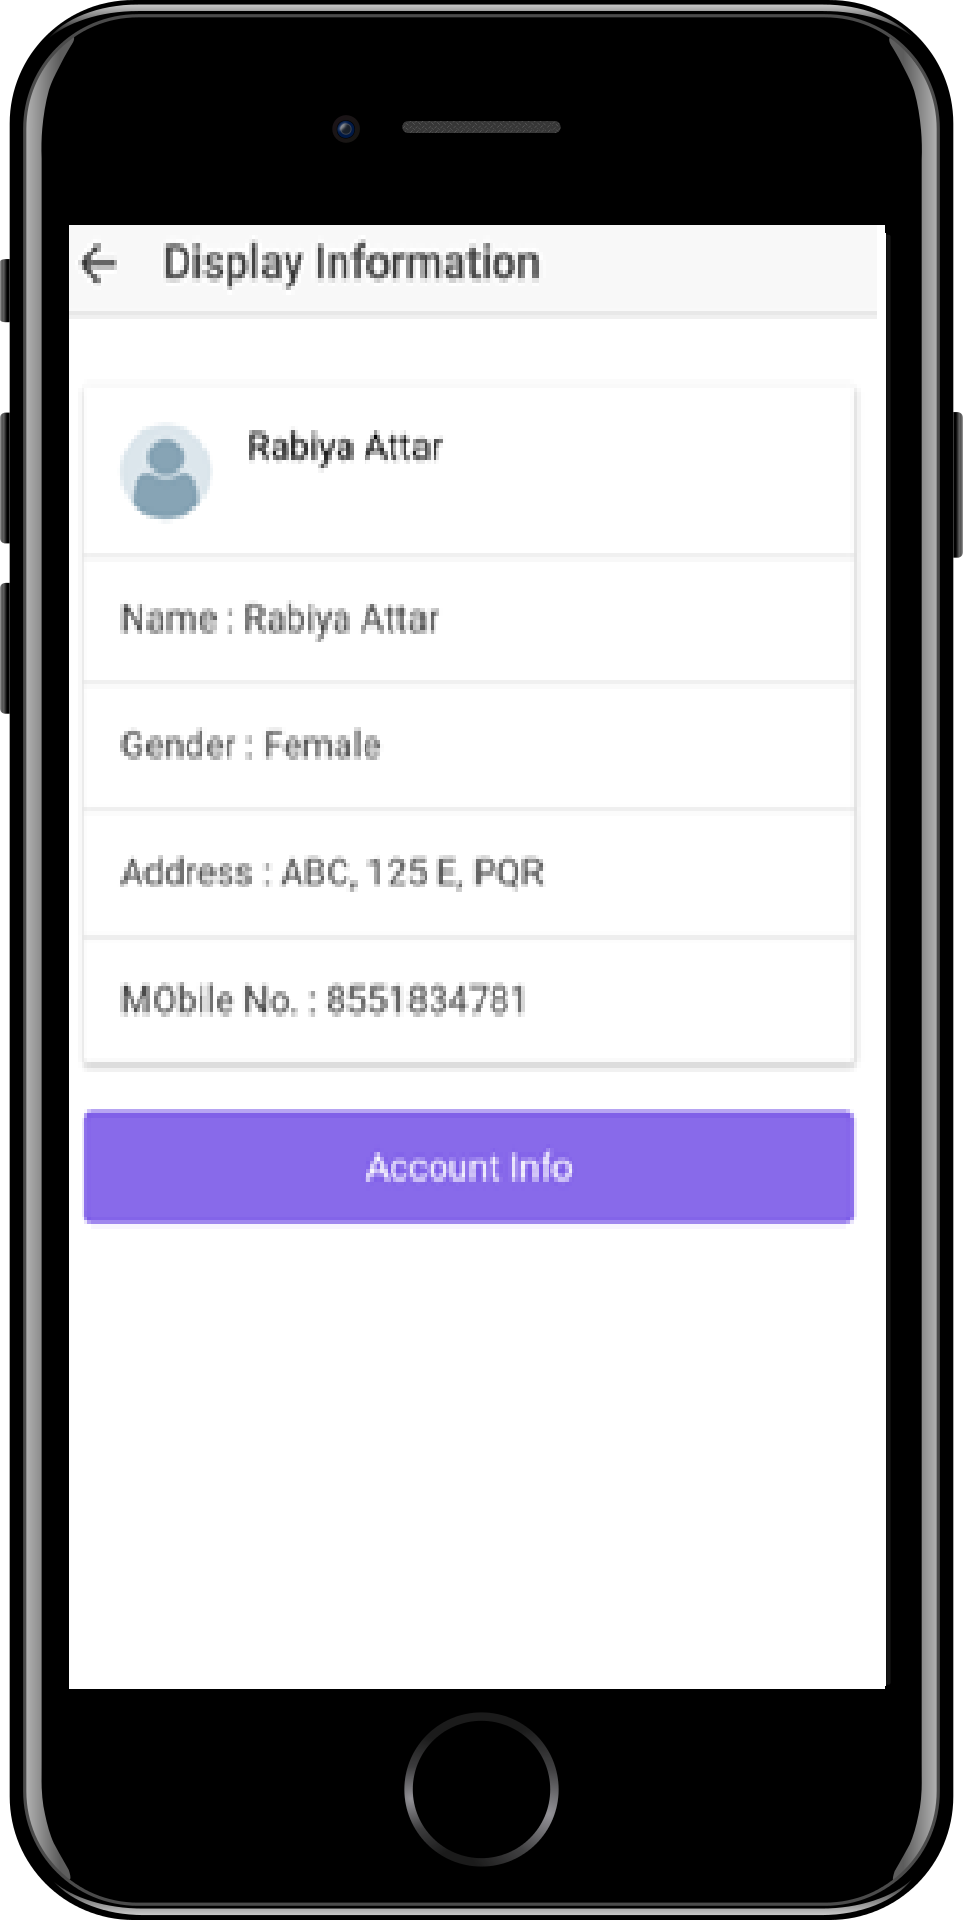 Display Information
Rabiya Attar
Name : Rabiya Attar
Gender : Female
Address : ABC, 125 E, PQR
MObile No. : 8551834781
Account Info